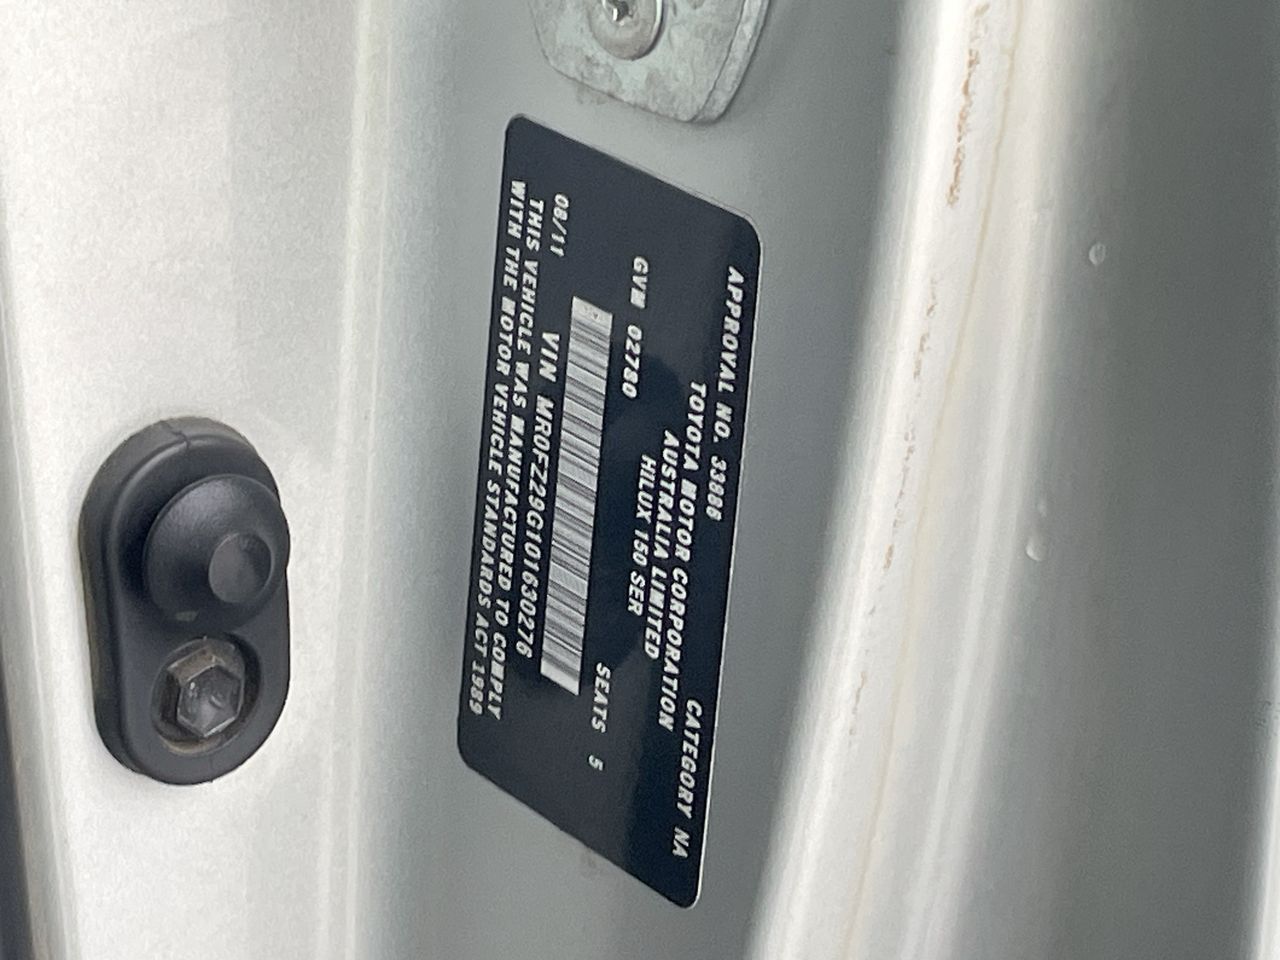 APPROVAL NO. 33886 CATEGORY NA
TOYOTA MOTOR CORPORATION
AUSTRALIA LIMITED
HILUX 150 SER
GVM 02780 SEATS 5
VIN MR0FZ29G101630276
08/11
THIS VEHICLE WAS MANUFACTURED TO COMPLY
WITH THE MOTOR VEHICLE STANDARDS ACT 1989